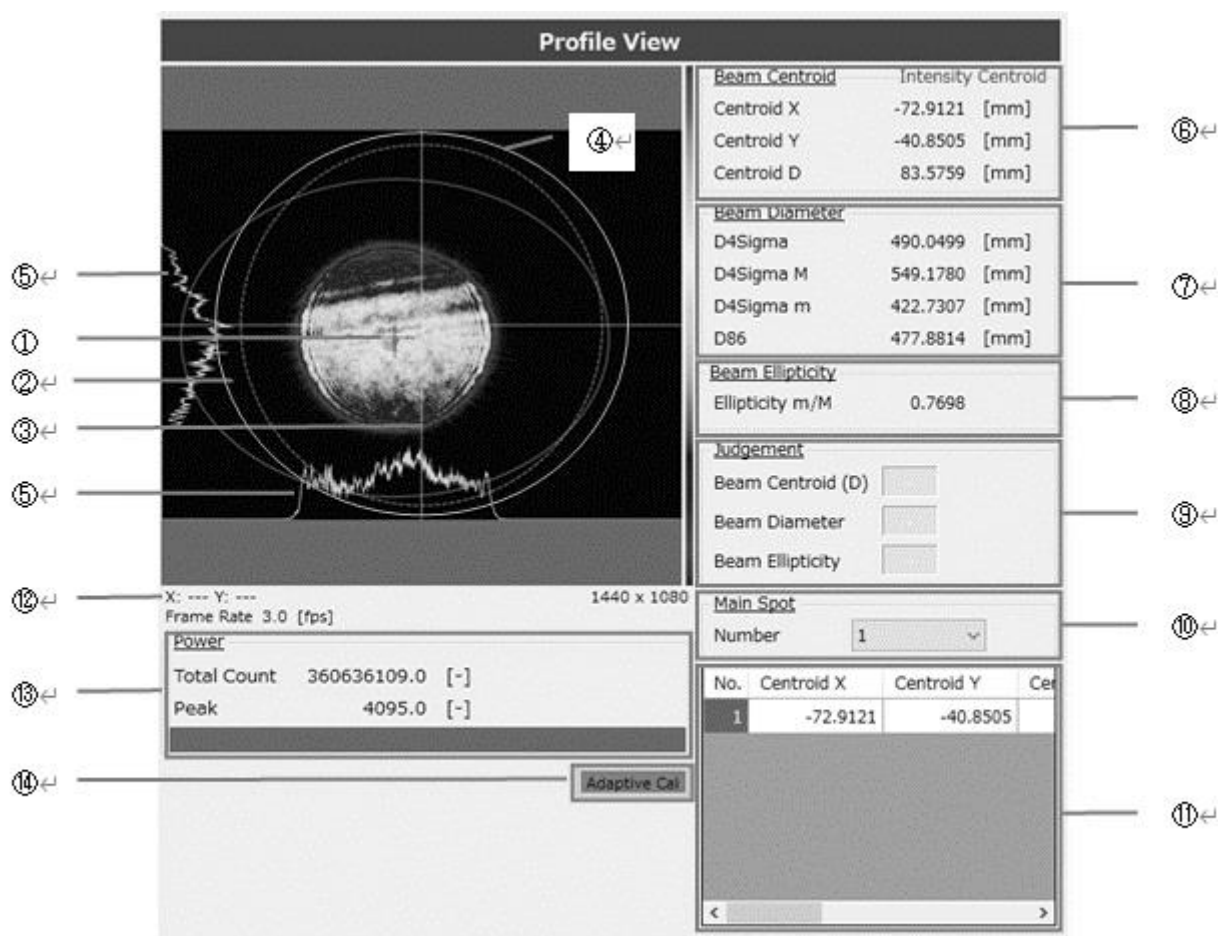 Profile View
Beam Centroid Intensity Centroid
Centroid X -72.9121 [mm]
Centroid Y -40.8505 [mm]
Centroid D 83.5759 [mm]
Beam Diameter
D4Sigma 490.0499 [mm]
D4Sigma M 549.1780 [mm]
D4Sigma m 422.7307 [mm]
D86 477.8814 [mm]
Beam Ellipticity
Ellipticity m/M 0.7698
Judgement
Beam Centroid (D)
Beam Diameter
Beam Ellipticity
Main Spot
Number 1
No. Centroid X Centroid Y Cer
1 -72.9121 -40.8505
< >
④↵
⑤↵
①
②↵
③↵
⑤↵
⑫↵
⑬↵
⑭↵
⑥↵
⑦↵
⑧↵
⑨↵
⑩↵
⑪↵
X: --- Y: --- 1440 x 1080
Frame Rate 3.0 [fps]
Power
Total Count 360636109.0 [-]
Peak 4095.0 [-]
Adaptive Cal